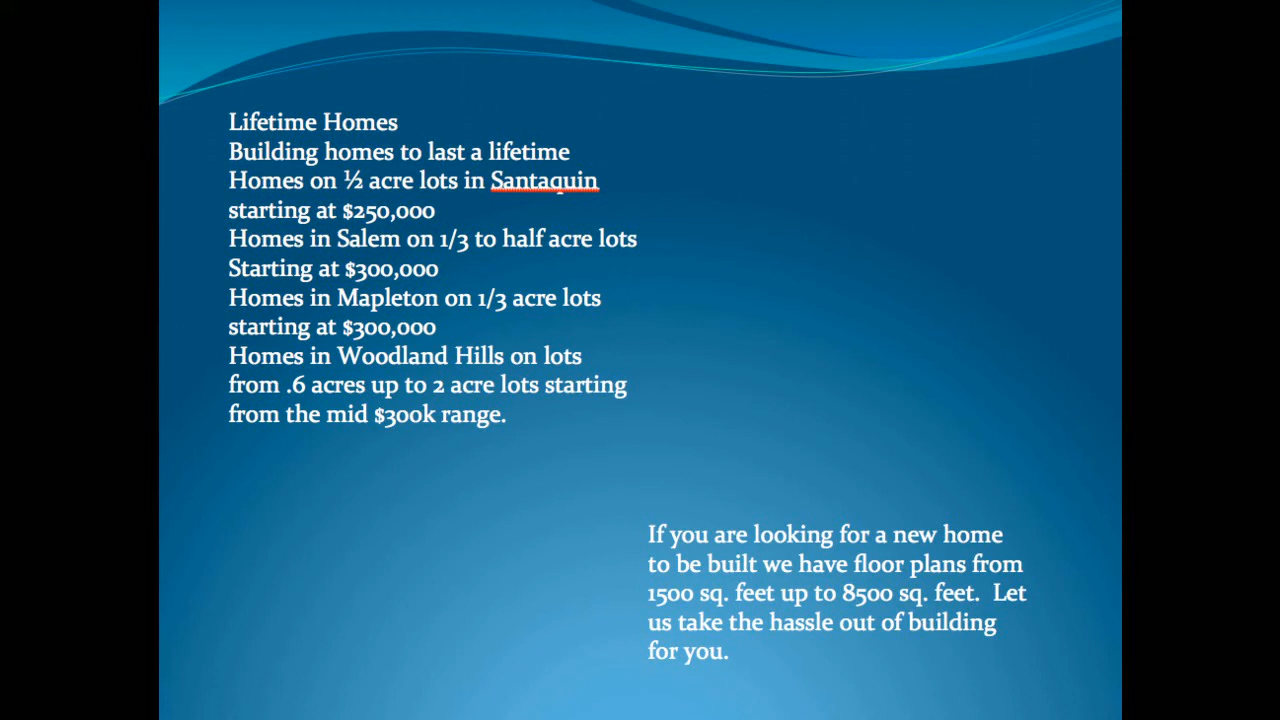 Lifetime Homes
Building homes to last a lifetime
Homes on ½ acre lots in Santaquin
starting at $250,000
Homes in Salem on 1/3 to half acre lots
Starting at $300,000
Homes in Mapleton on 1/3 acre lots
starting at $300,000
Homes in Woodland Hills on lots
from .6 acres up to 2 acre lots starting
from the mid $300k range.
If you are looking for a new home
to be built we have floor plans from
1500 sq. feet up to 8500 sq. feet.  Let
us take the hassle out of building
for you.